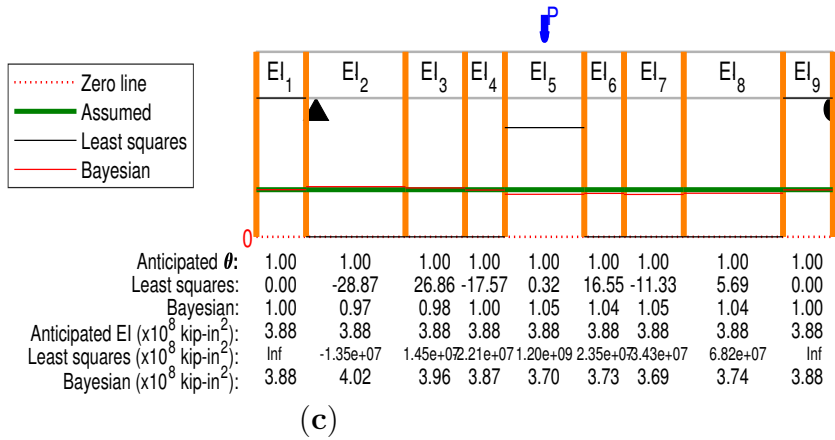 P
EI1 EI2 EI3 EI4 EI5 EI6 EI7 EI8 EI9
Zero line
Assumed
Least squares
Bayesian
0
Anticipated θ: 1.00 1.00 1.00 1.00 1.00 1.00 1.00 1.00 1.00
Least squares: 0.00 -28.87 26.86 -17.57 0.32 16.55 -11.33 5.69 0.00
Bayesian: 1.00 0.97 0.98 1.00 1.05 1.04 1.05 1.04 1.00
Anticipated EI (x10^8 kip-in^2): 3.88 3.88 3.88 3.88 3.88 3.88 3.88 3.88 3.88
Least squares (x10^8 kip-in^2): Inf -1.35e+07 1.45e+07 2.21e+07 1.20e+09 2.35e+07 3.43e+07 6.82e+07 Inf
Bayesian (x10^8 kip-in^2): 3.88 4.02 3.96 3.87 3.70 3.73 3.69 3.74 3.88
(c)